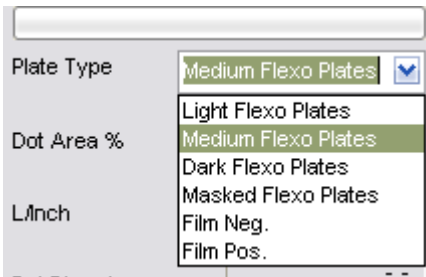 Plate Type Medium Flexo Plates
Light Flexo Plates
Dot Area % Medium Flexo Plates
Dark Flexo Plates
Masked Flexo Plates
L/Inch Film Neg.
Film Pos.